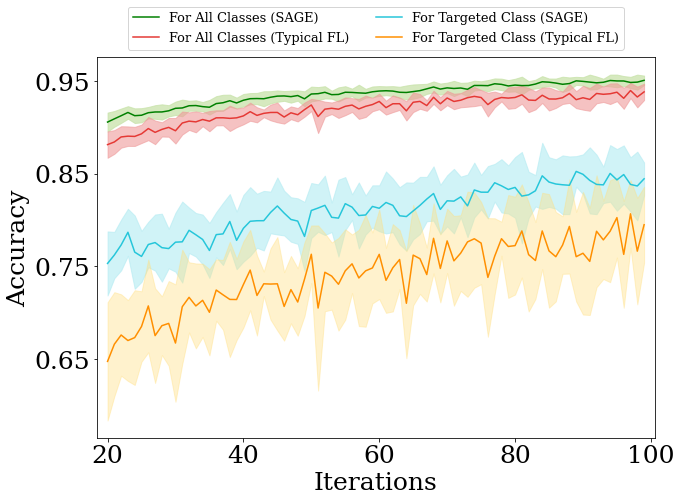 For All Classes (SAGE)
For All Classes (Typical FL)
For Targeted Class (SAGE)
For Targeted Class (Typical FL)
0.95
0.85
0.75
0.65
Accuracy
20 40 60 80 100
Iterations